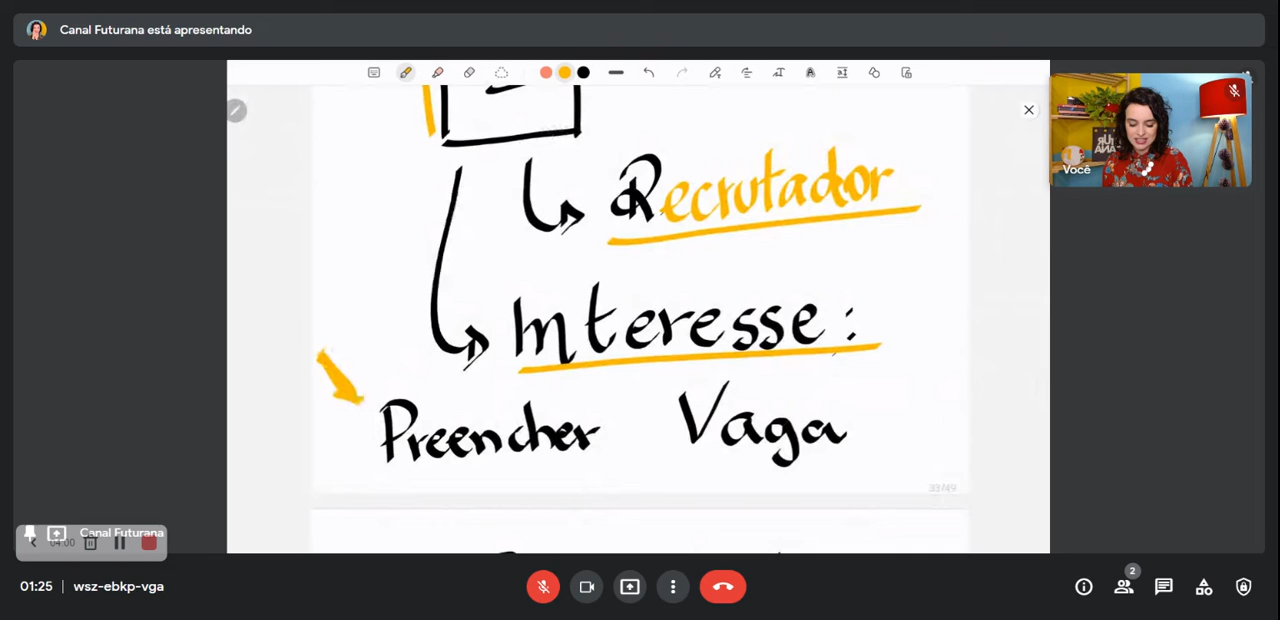 Canal Futurana está apresentando
Recrutador
Você
Interesse:
Preencher Vaga
33/49
Canal Futurana
04:00
01:25 | wsz-ebkp-vga
2